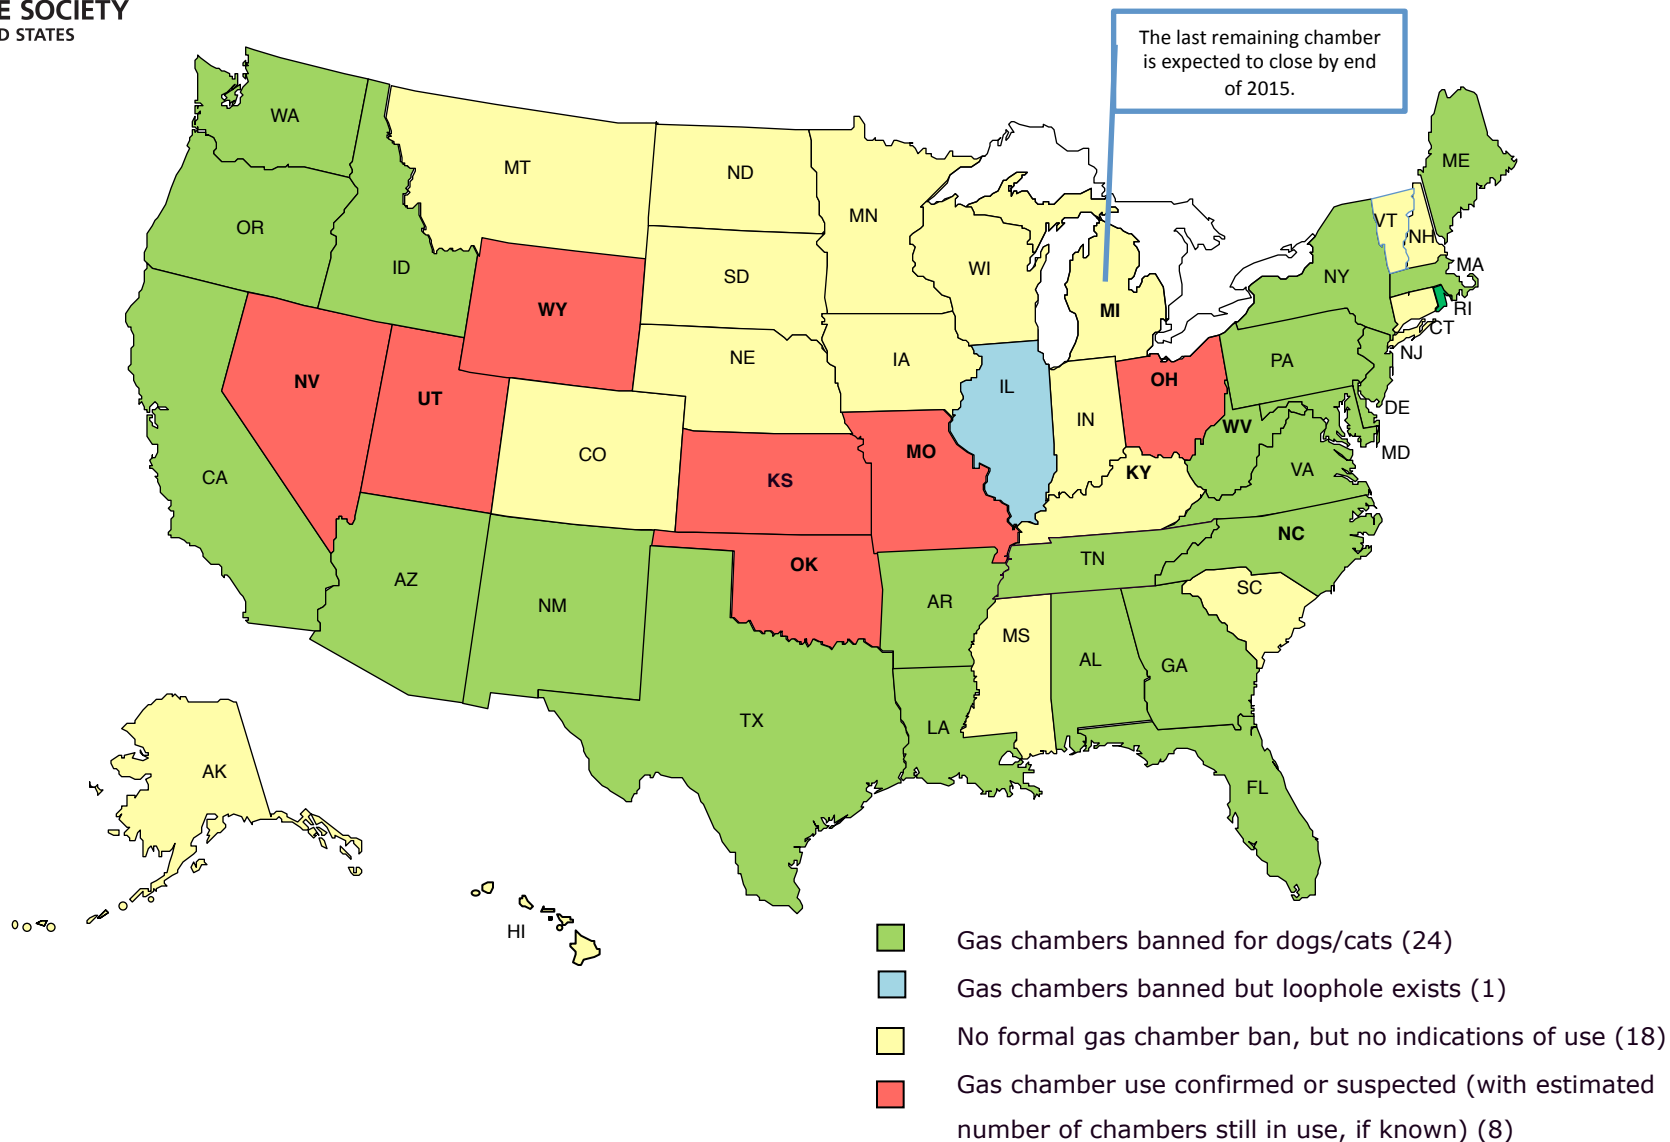 E SOCIETY
D STATES
The last remaining chamber
is expected to close by end
of 2015.
WA
MT
ND
MN
ME
OR
ID
SD
WI
VT
NH
NY
MA
WY
MI
RI
CT
NE
IA
NJ
NV
UT
IL
OH
PA
CO
IN
DE
WV
MD
CA
KS
MO
KY
VA
AZ
NM
OK
AR
TN
NC
SC
MS
AL
GA
TX
LA
AK
FL
HI
Gas chambers banned for dogs/cats (24)
Gas chambers banned but loophole exists (1)
No formal gas chamber ban, but no indications of use (18)
Gas chamber use confirmed or suspected (with estimated
number of chambers still in use, if known) (8)